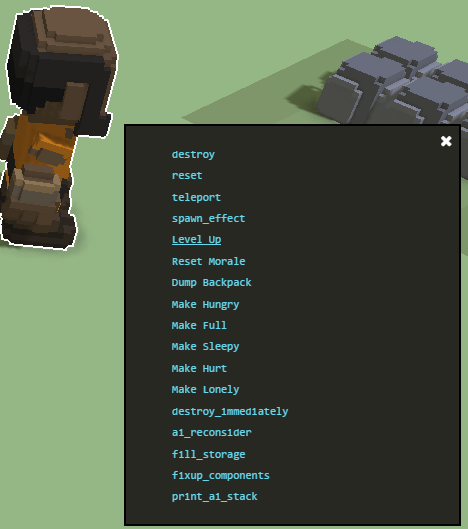 destroy
reset
teleport
spawn_effect
Level Up
Reset Morale
Dump Backpack
Make Hungry
Make Full
Make Sleepy
Make Hurt
Make Lonely
destroy_immediately
ai_reconsider
fill_storage
fixup_components
print_ai_stack